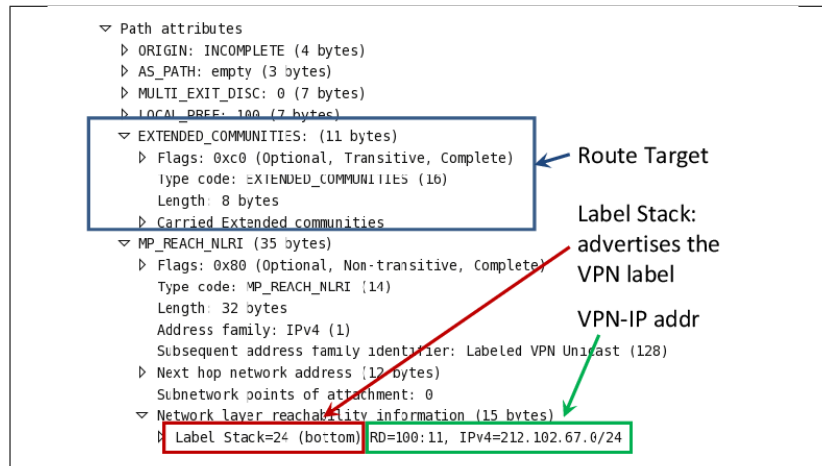 Path attributes
ORIGIN: INCOMPLETE (4 bytes)
AS_PATH: empty (3 bytes)
MULTI_EXIT_DISC: 0 (7 bytes)
LOCAL_PREF: 100 (7 bytes)
EXTENDED_COMMUNITIES: (11 bytes)
Flags: 0xc0 (Optional, Transitive, Complete)
Type code: EXTENDED_COMMUNITIES (16)
Length: 8 bytes
Carried Extended communities
MP_REACH_NLRI (35 bytes)
Flags: 0x80 (Optional, Non-transitive, Complete)
Type code: MP_REACH_NLRI (14)
Length: 32 bytes
Address family: IPv4 (1)
Subsequent address family identifier: Labeled VPN Unicast (128)
Next hop network address (12 bytes)
Subnetwork points of attachment: 0
Network layer reachability information (15 bytes)
Label Stack=24 (bottom) RD=100:11, IPv4=212.102.67.0/24
Route Target
Label Stack:
advertises the
VPN label
VPN-IP addr